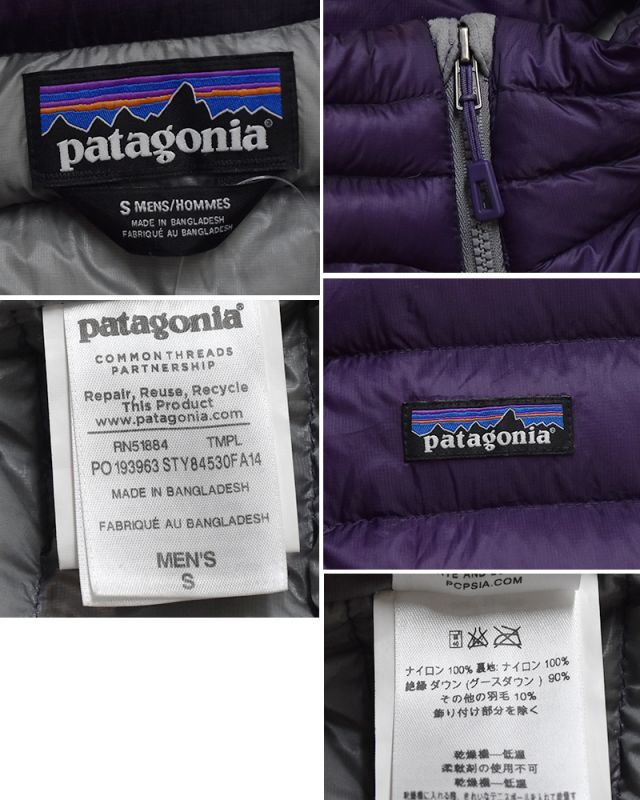 patagonia®
S MENS/HOMMES
MADE IN BANGLADESH
FABRIQUÉ AU BANGLADESH
patagonia®
COMMONTHREADS
PARTNERSHIP
Repair, Reuse, Recycle
This Product
www.patagonia.com
RN51884 TMPL
PO 193963 STY84530FA14
MADE IN BANGLADESH
FABRIQUÉ AU BANGLADESH
MEN'S
S
patagonia®
PCPSIA.COM
ナイロン 100% 裏地: ナイロン 100%
絶縁 ダウン (グースダウン) 90%
その他の羽毛 10%
飾り付け部分を除く
乾燥機—低温
柔軟剤の使用不可
乾燥機—低温